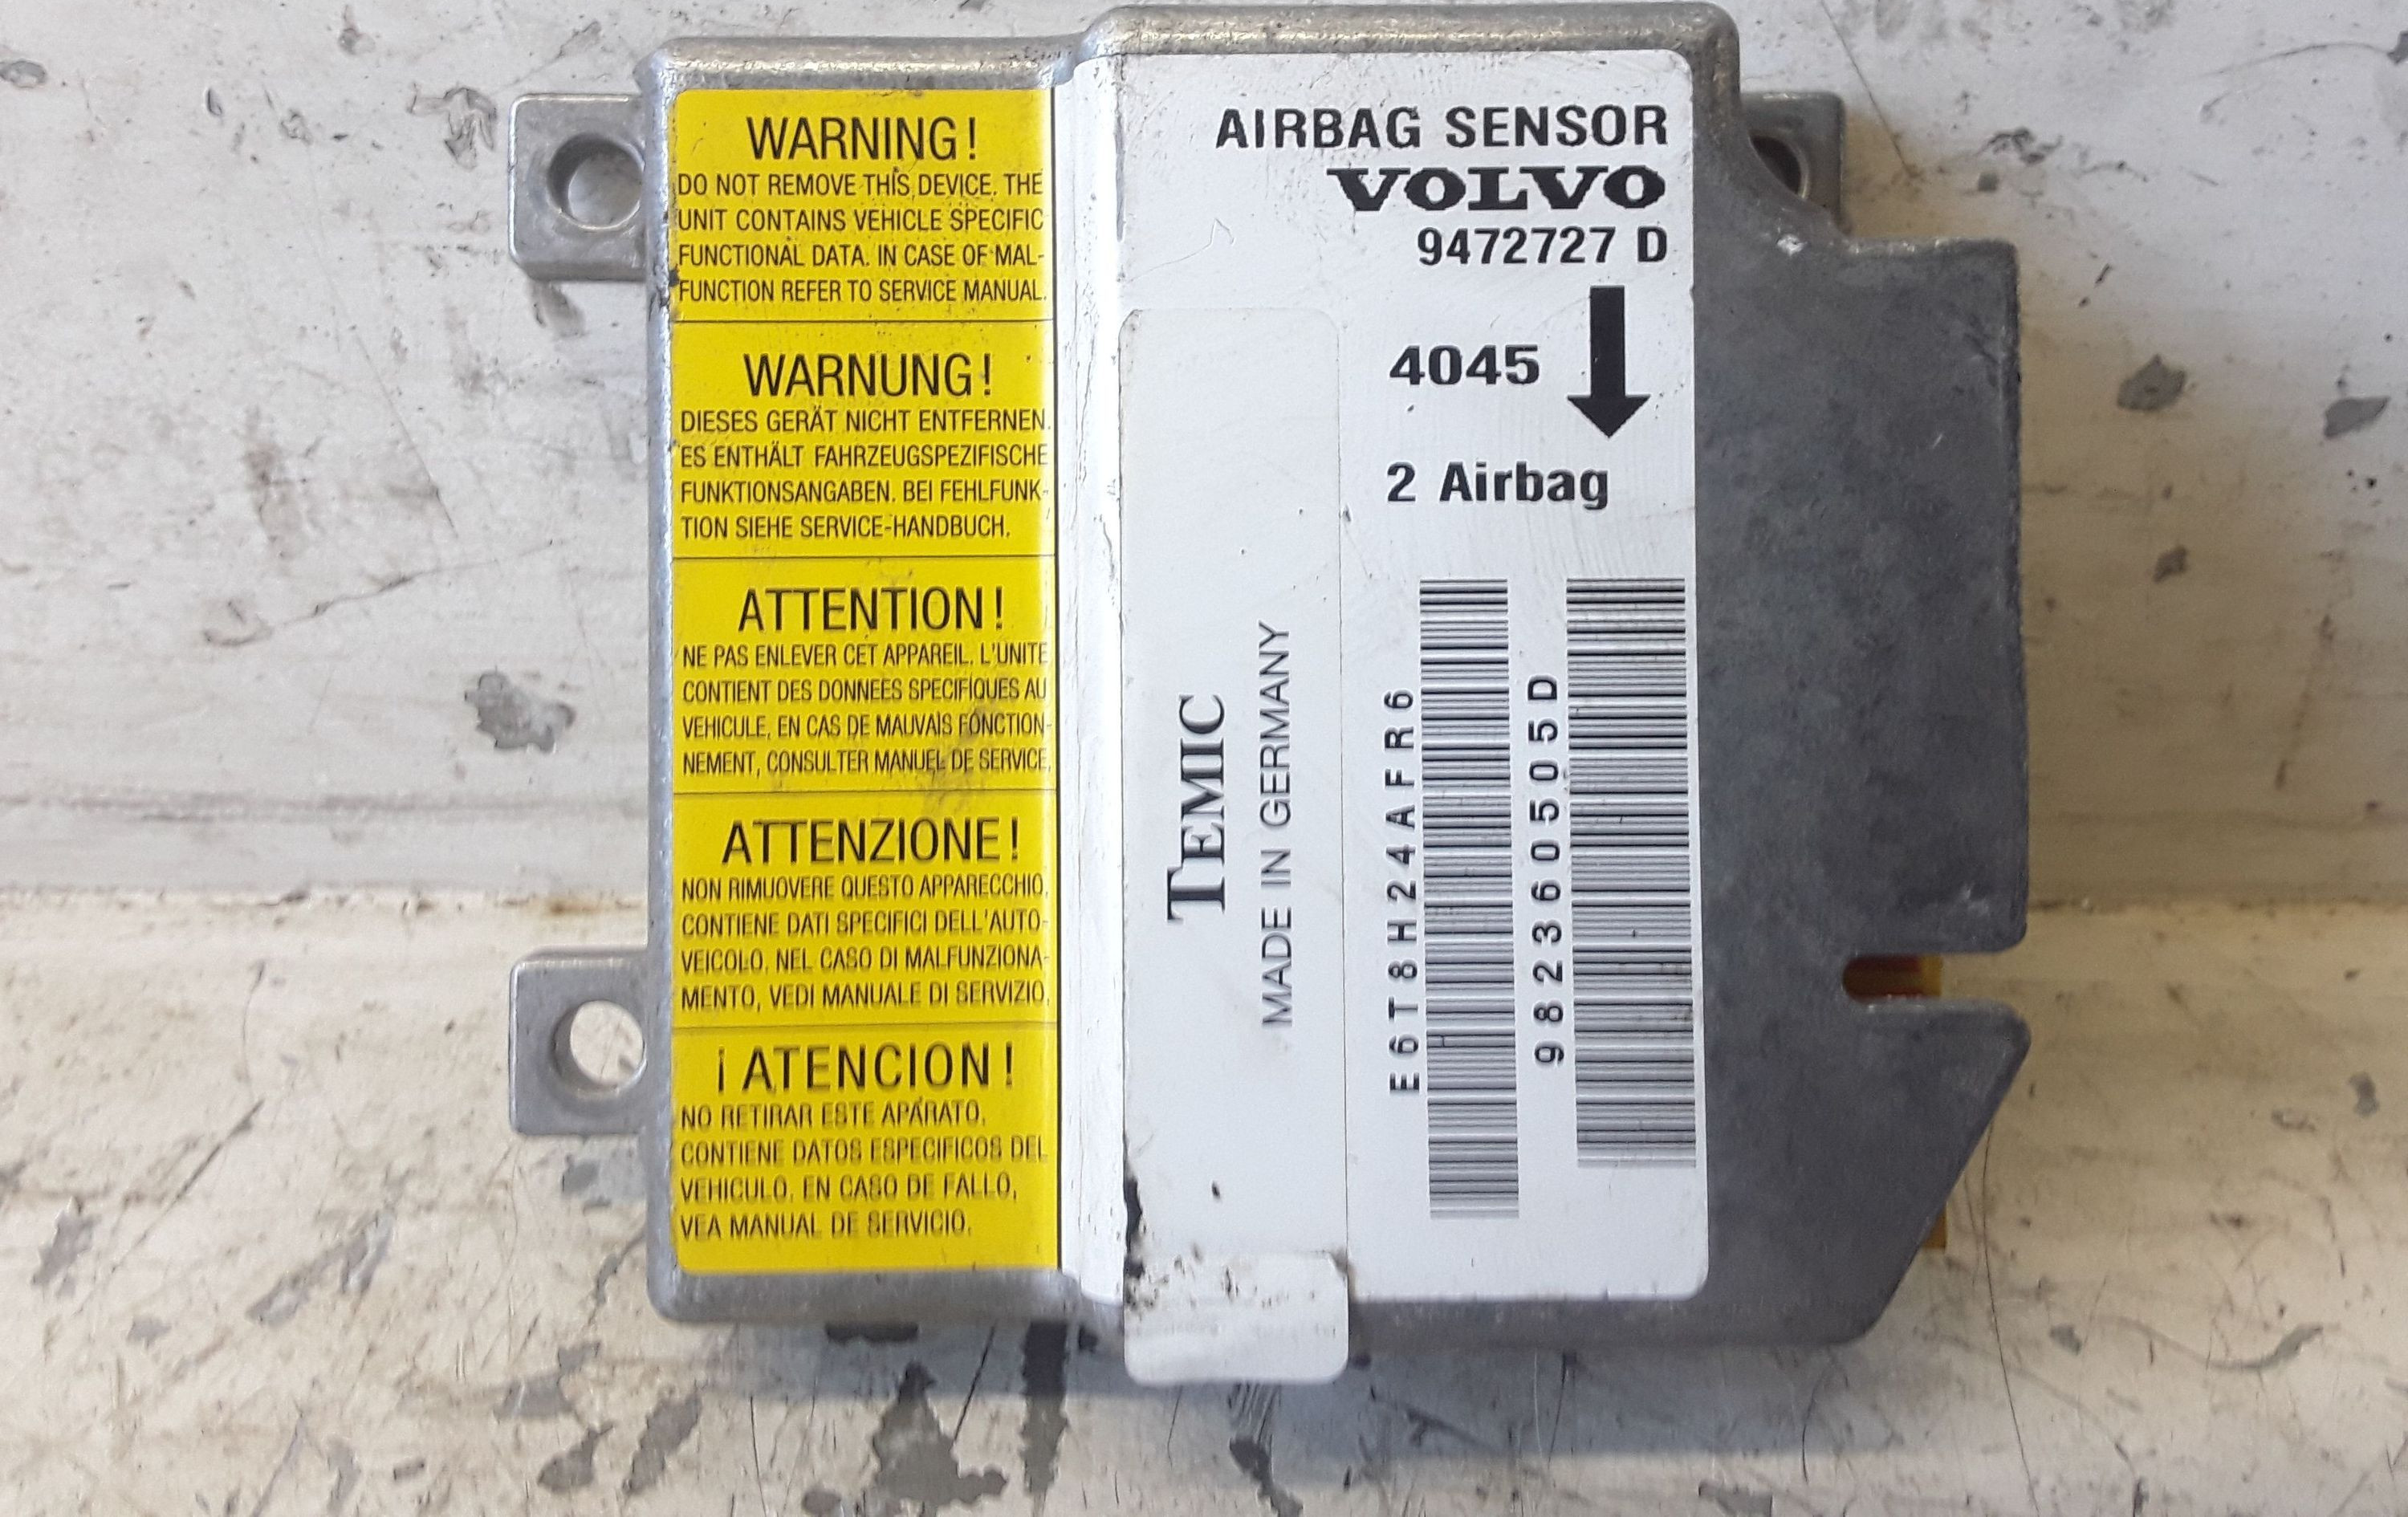 WARNING!
DO NOT REMOVE THIS DEVICE. THE
UNIT CONTAINS VEHICLE SPECIFIC
FUNCTIONAL DATA. IN CASE OF MAL-
FUNCTION REFER TO SERVICE MANUAL.
WARNUNG!
DIESES GERÄT NICHT ENTFERNEN.
ES ENTHÄLT FAHRZEUGSPEZIFISCHE
FUNKTIONSANGABEN. BEI FEHLFUNK-
TION SIEHE SERVICE-HANDBUCH.
ATTENTION!
NE PAS ENLEVER CET APPAREIL. L'UNITE
CONTIENT DES DONNEES SPECIFIQUES AU
VEHICULE, EN CAS DE MAUVAIS FONCTION-
NEMENT, CONSULTER MANUEL DE SERVICE.
ATTENZIONE!
NON RIMUOVERE QUESTO APPARECCHIO.
CONTIENE DATI SPECIFICI DELL'AUTO-
VEICOLO. NEL CASO DI MALFUNZIONA-
MENTO, VEDI MANUALE DI SERVIZIO.
¡ATENCION!
NO RETIRAR ESTE APARATO.
CONTIENE DATOS ESPECIFICOS DEL
VEHICULO. EN CASO DE FALLO,
VEA MANUAL DE SERVICIO.
AIRBAG SENSOR
VOLVO
9472727 D
4045
2 Airbag
TEMIC
MADE IN GERMANY
E6T8H24AFR6
982360505D